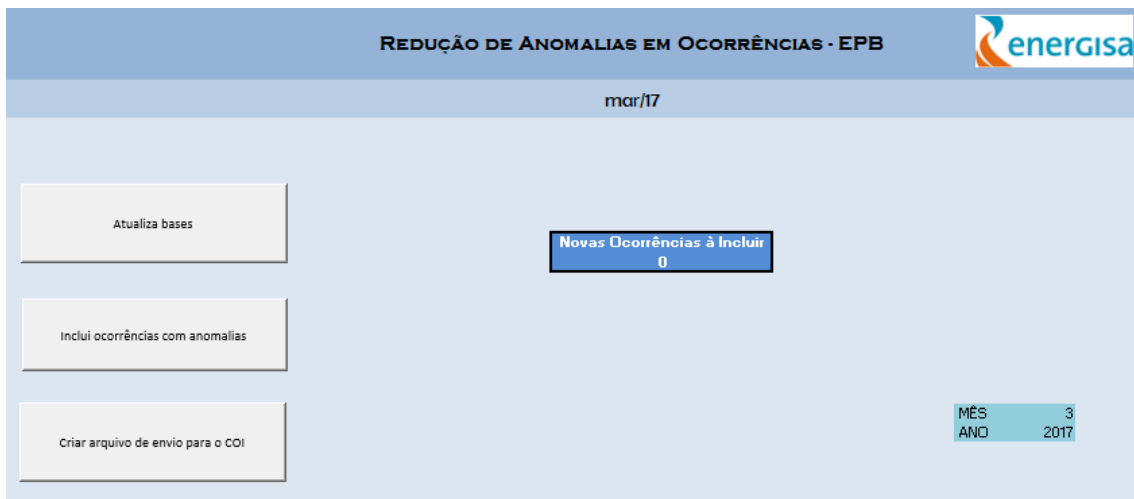 REDUÇÃO DE ANOMALIAS EM OCORRÊNCIAS - EPB
energisa
mar/17
Atualiza bases
Novas Ocorrências à Incluir
0
Inclui ocorrências com anomalias
MÊS 3
ANO 2017
Criar arquivo de envio para o COI